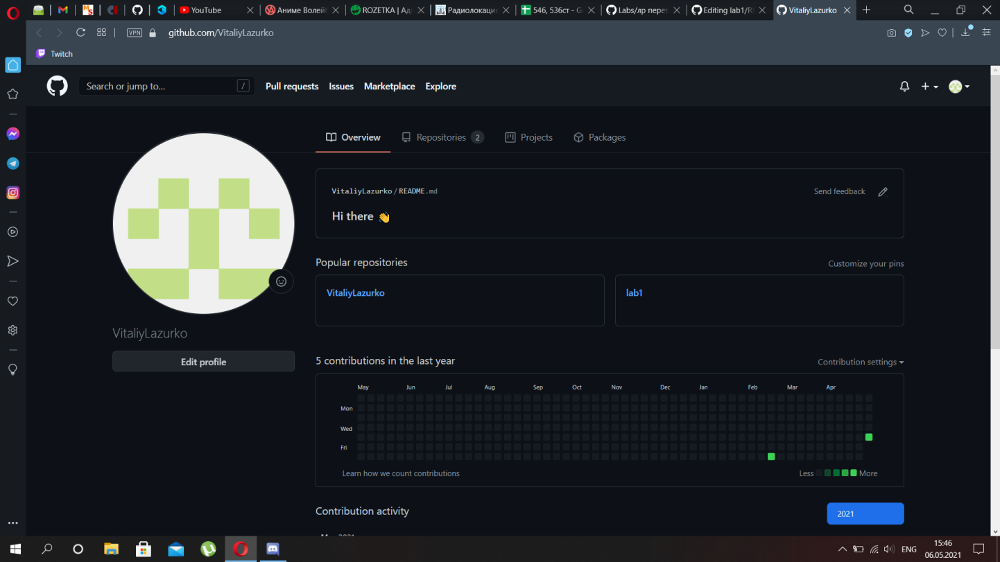 YouTube
Аниме Волейб
ROZETKA | Ада
Радиолокаци
546, 536ст - G
Labs/лр перет
Editing lab1/R
VitaliyLazurko
VPN
github.com/VitaliyLazurko
Twitch
Search or jump to...
/
Pull requests
Issues
Marketplace
Explore
Overview
Repositories 2
Projects
Packages
VitaliyLazurko/README.md
Send feedback
Hi there 👋
VitaliyLazurko
Edit profile
Popular repositories
Customize your pins
VitaliyLazurko
lab1
5 contributions in the last year
Contribution settings
May Jun Jul Aug Sep Oct Nov Dec Jan Feb Mar Apr
Mon
Wed
Fri
Learn how we count contributions
Less
More
Contribution activity
2021
ENG
15:46
06.05.2021